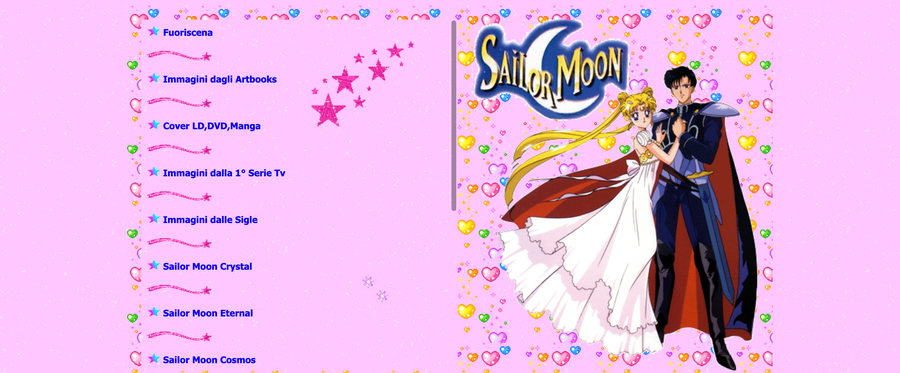 Fuoriscena
Immagini dagli Artbooks
Cover LD,DVD,Manga
Immagini dalla 1° Serie Tv
Immagini dalle Sigle
Sailor Moon Crystal
Sailor Moon Eternal
Sailor Moon Cosmos
SAILOR MOON